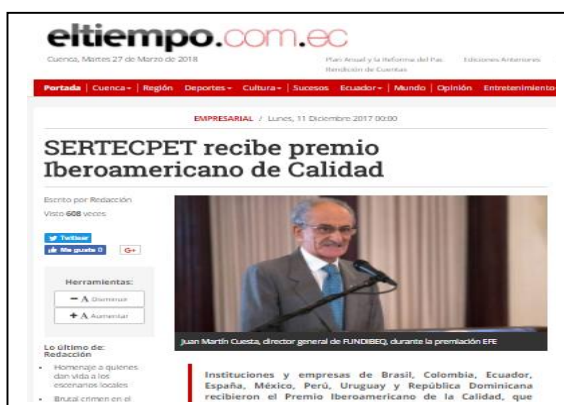 eltiempo.com.ec
Cuenca, Martes 27 de Marzo de 2018
Plan Anual y la Reforma del Pac Ediciones Anteriores
Rendición de Cuentas
Portada Cuenca Región Deportes Cultura Sucesos Ecuador Mundo Opinión Entretenimiento
EMPRESARIAL / Lunes, 11 Diciembre 2017 00:00
SERTECPET recibe premio
Iberoamericano de Calidad
Escrito por Redacción
Visto 608 veces
Twittear
Me gusta 0 G+
Herramientas:
- A Disminuir
+ A Aumentar
Lo último de:
Redacción
Homenaje a quienes
dan vida a los
escenarios locales
Brutal crimen en el
Juan Martín Cuesta, director general de FUNDIBEQ, durante la premiación EFE
Instituciones y empresas de Brasil, Colombia, Ecuador,
España, México, Perú, Uruguay y República Dominicana
recibieron el Premio Iberoamericano de la Calidad, que